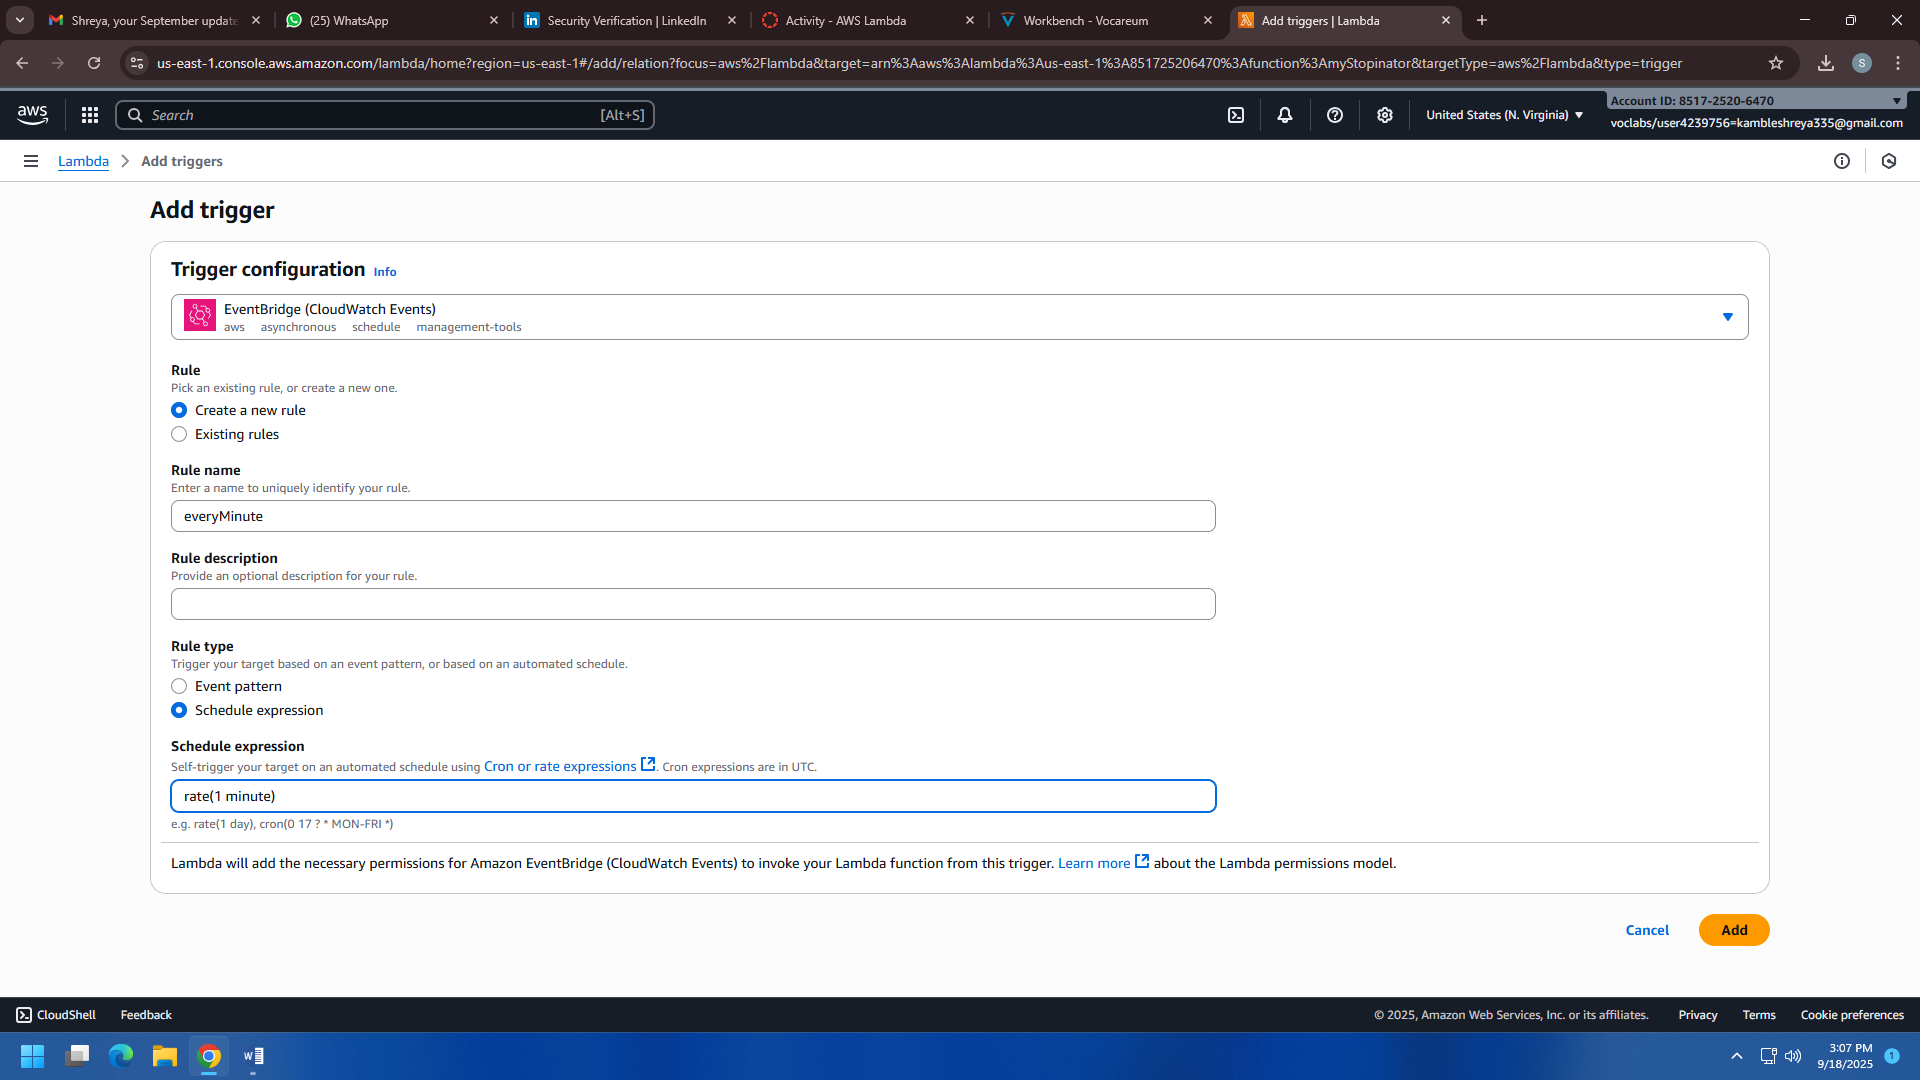 Shreya, your September update
(25) WhatsApp
Security Verification | LinkedIn
Activity - AWS Lambda
Workbench - Vocareum
Add triggers | Lambda
us-east-1.console.aws.amazon.com/lambda/home?region=us-east-1#/add/relation?focus=aws%2Flambda&target=arn%3Aaws%3Alambda%3Aus-east-1%3A851725206470%3Afunction%3AmyStopinator&targetType=aws%2Flambda&type=trigger
S
aws
Search
[Alt+S]
United States (N. Virginia)
Account ID: 8517-2520-6470
voclabs/user4239756=kambleshreya335@gmail.com
Lambda
Add triggers
Add trigger
Trigger configuration Info
EventBridge (CloudWatch Events)
aws asynchronous schedule management-tools
Rule
Pick an existing rule, or create a new one.
Create a new rule
Existing rules
Rule name
Enter a name to uniquely identify your rule.
everyMinute
Rule description
Provide an optional description for your rule.
Rule type
Trigger your target based on an event pattern, or based on an automated schedule.
Event pattern
Schedule expression
Schedule expression
Self-trigger your target on an automated schedule using Cron or rate expressions. Cron expressions are in UTC.
rate(1 minute)
e.g. rate(1 day), cron(0 17 ? * MON-FRI *)
Lambda will add the necessary permissions for Amazon EventBridge (CloudWatch Events) to invoke your Lambda function from this trigger. Learn more about the Lambda permissions model.
Cancel
Add
CloudShell
Feedback
© 2025, Amazon Web Services, Inc. or its affiliates.
Privacy
Terms
Cookie preferences
W
3:07 PM
9/18/2025
1